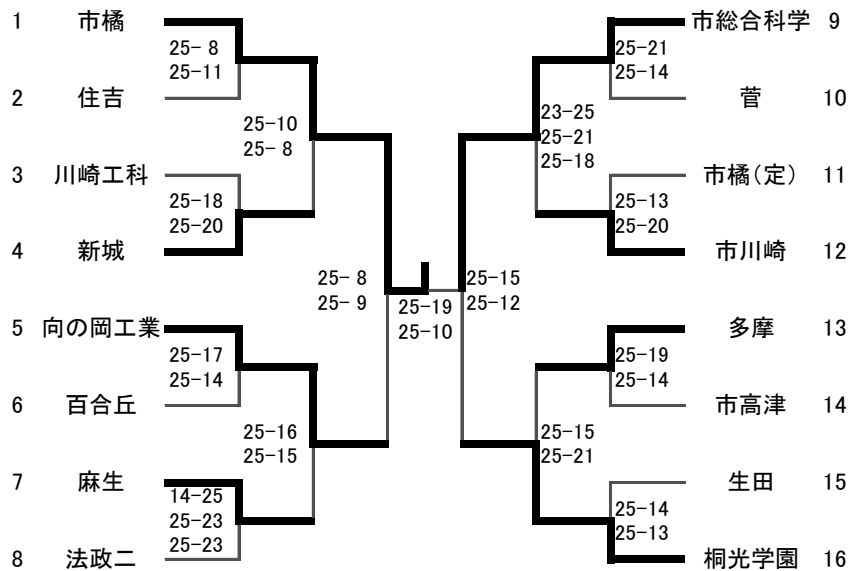 1 市橘
25- 8
25-11
2 住吉
25-10
25- 8
3 川崎工科
25-18
25-20
4 新城
25- 8
25- 9
5 向の岡工業
25-17
25-14
6 百合丘
25-16
25-15
7 麻生
14-25
25-23
25-23
8 法政二
25-19
25-10
市総合科学 9
25-21
25-14
菅 10
23-25
25-21
25-18
市橘(定) 11
25-13
25-20
市川崎 12
25-15
25-12
多摩 13
25-19
25-14
市高津 14
25-15
25-21
生田 15
25-14
25-13
桐光学園 16